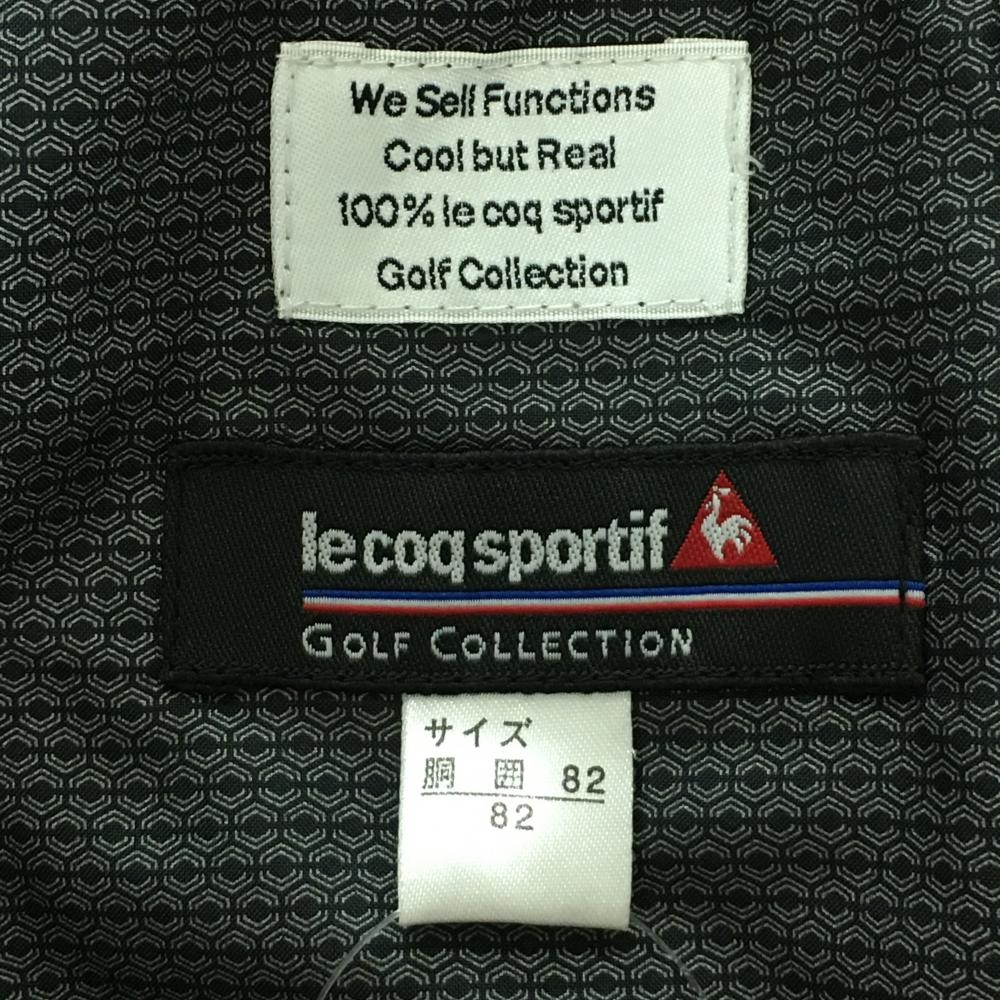 We Sell Functions
Cool but Real
100% le coq sportif
Golf Collection
le coq sportif
GOLF COLLECTION
サイズ
胴 囲 82
82